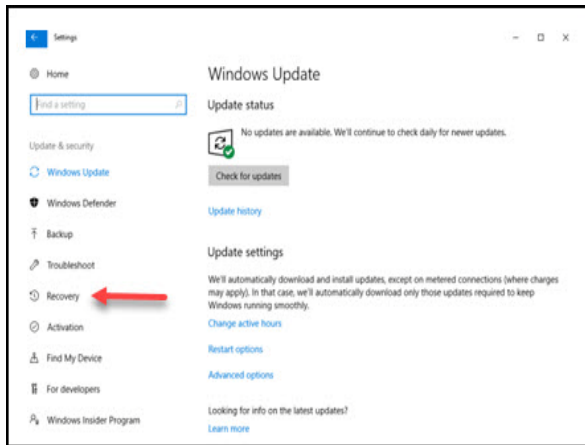 Settings
Home
Find a setting
Update & security
Windows Update
Windows Defender
Backup
Troubleshoot
Recovery
Activation
Find My Device
For developers
Windows Insider Program
Windows Update
Update status
No updates are available. We'll continue to check daily for newer updates.
Check for updates
Update history
Update settings
We'll automatically download and install updates, except on metered connections (where charges
may apply). In that case, we'll automatically download only those updates required to keep
Windows running smoothly.
Change active hours
Restart options
Advanced options
Looking for info on the latest updates?
Learn more